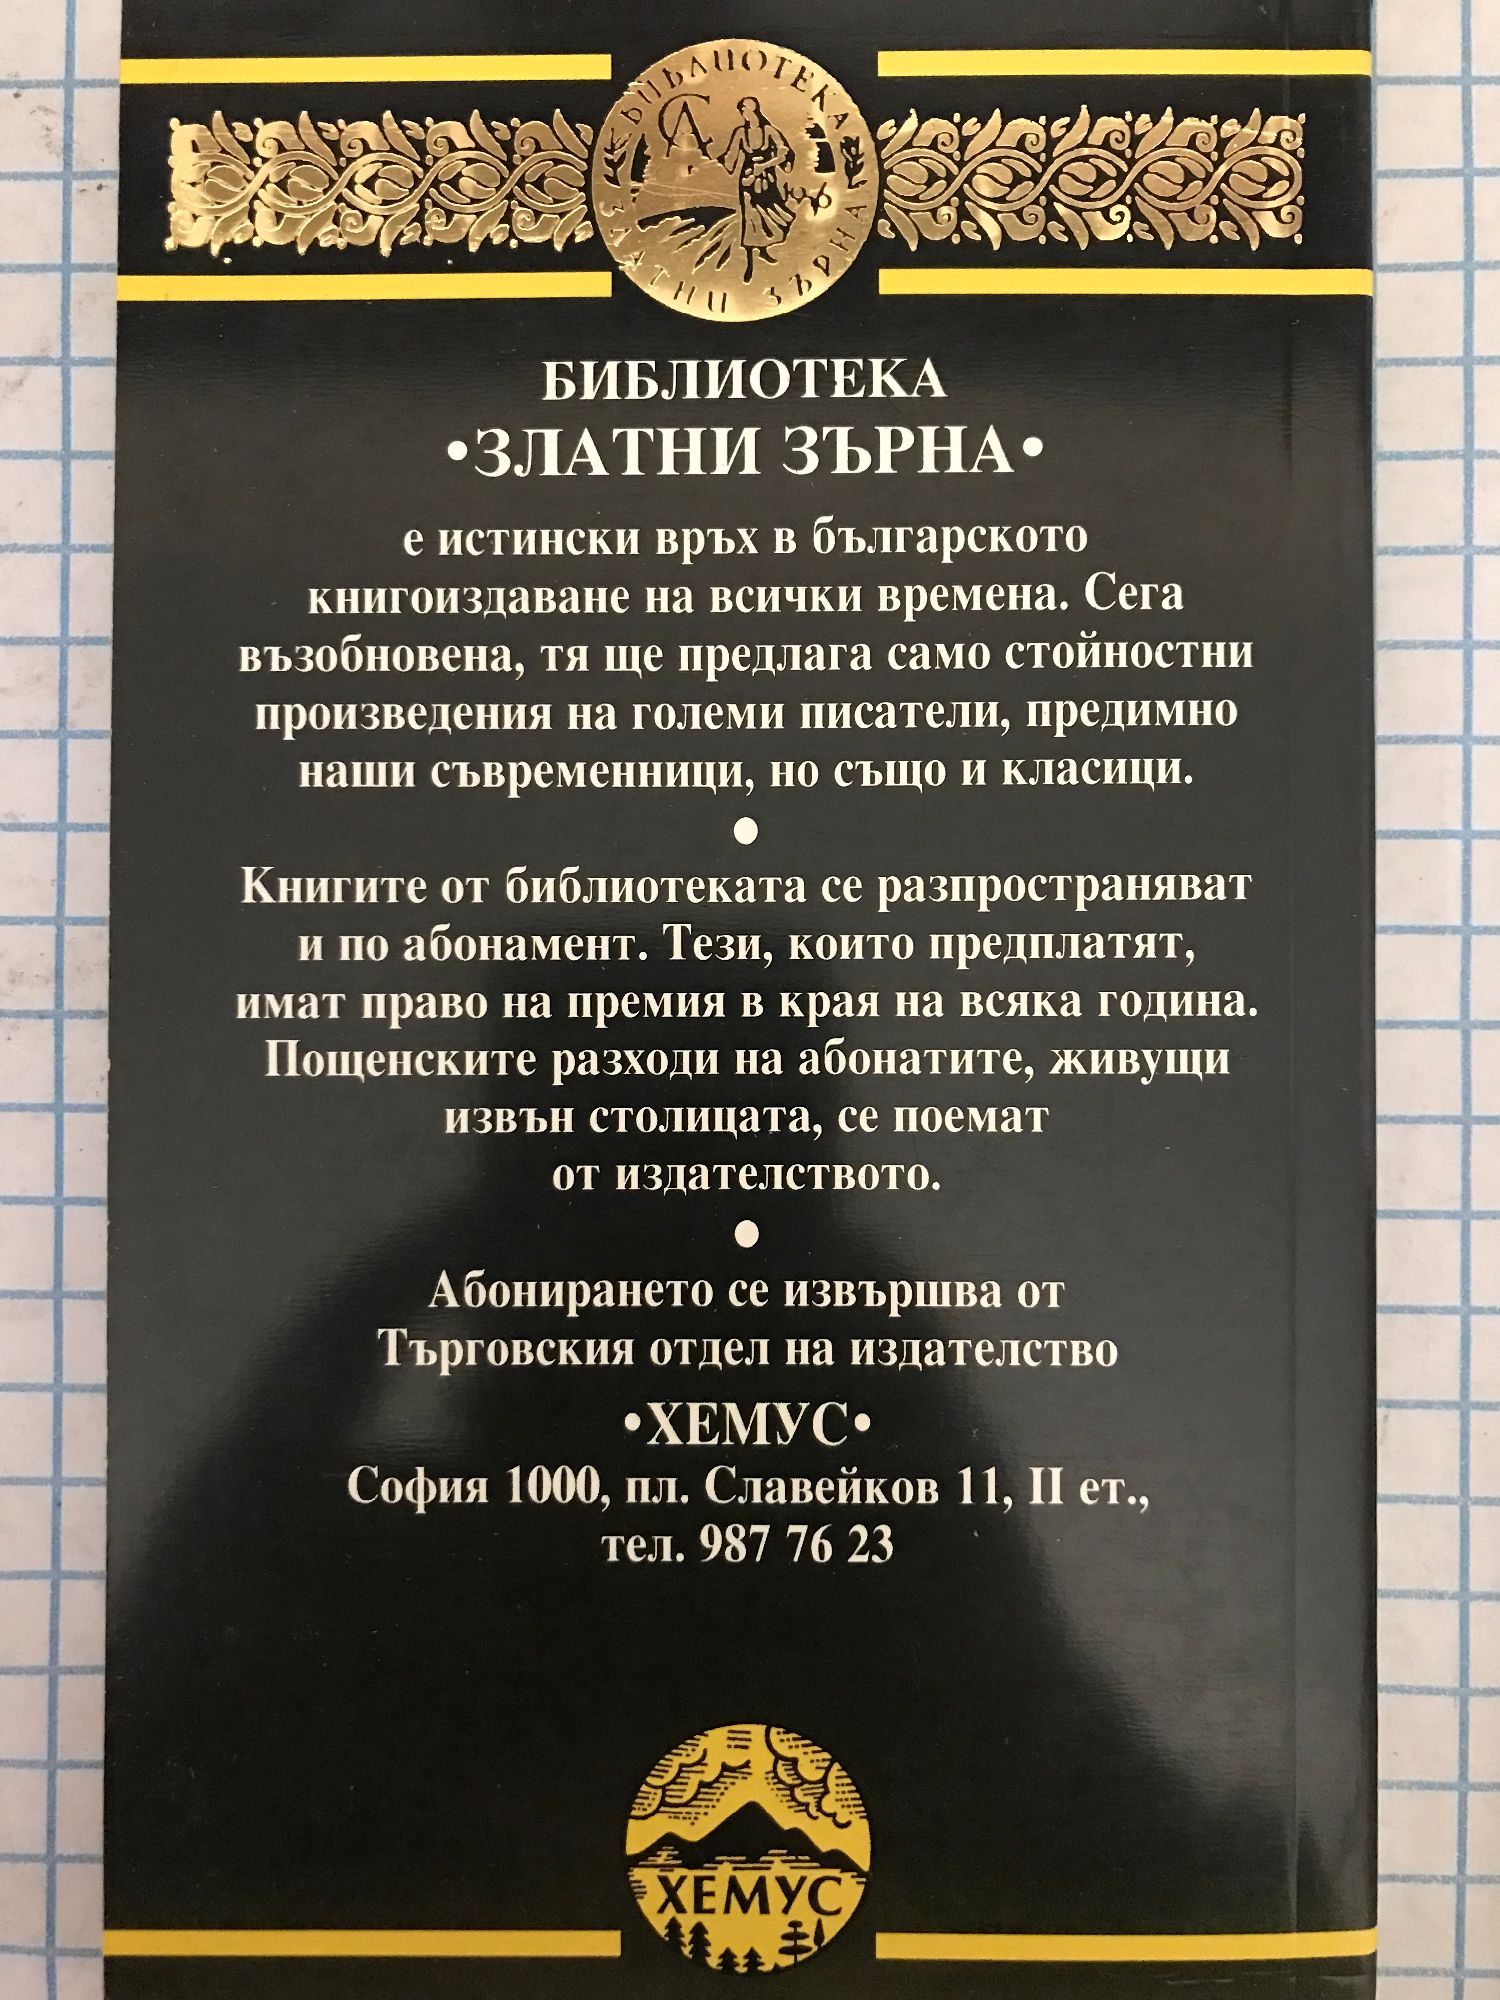 БИБЛИОТЕКА
ЗЛАТНИ ЗЪРНА
БИБЛИОТЕКА
•ЗЛАТНИ ЗЪРНА•
е истински връх в българското
книгоиздаване на всички времена. Сега
възобновена, тя ще предлага само стойностни
произведения на големи писатели, предимно
наши съвременници, но също и класици.
•
Книгите от библиотеката се разпространяват
и по абонамент. Тези, които предплатят,
имат право на премия в края на всяка година.
Пощенските разходи на абонатите, живущи
извън столицата, се поемат
от издателството.
•
Абонирането се извършва от
Търговския отдел на издателство
•ХЕМУС•
София 1000, пл. Славейков 11, II ет.,
тел. 987 76 23
ХЕМУС